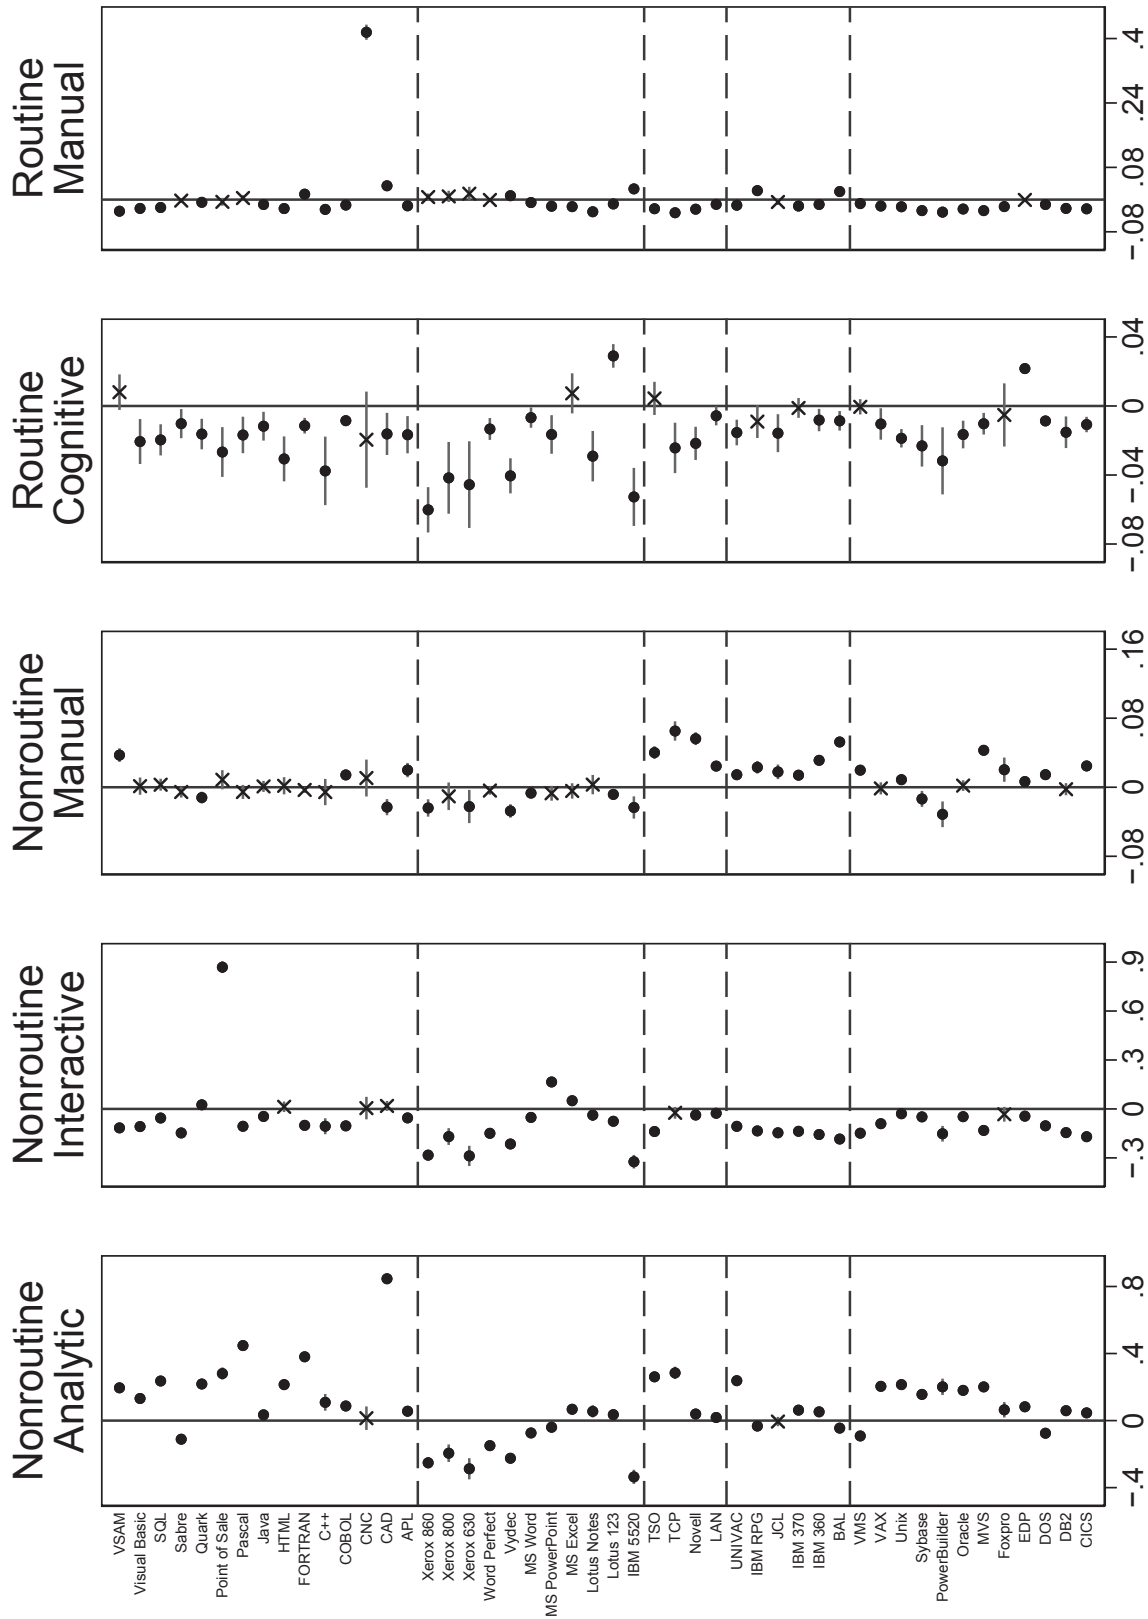 Nonroutine
Analytic
Nonroutine
Interactive
Nonroutine
Manual
Routine
Cognitive
Routine
Manual
VSAM
Visual Basic
SQL
Sabre
Quark
Point of Sale
Pascal
Java
HTML
FORTRAN
C++
COBOL
CNC
CAD
APL
Xerox 860
Xerox 800
Xerox 630
Word Perfect
Vydec
MS Word
MS PowerPoint
MS Excel
Lotus Notes
Lotus 123
IBM 5520
TSO
TCP
Novell
LAN
UNIVAC
IBM RPG
JCL
IBM 370
IBM 360
BAL
VMS
VAX
Unix
Sybase
PowerBuilder
Oracle
MVS
Foxpro
EDP
DOS
DB2
CICS
−.4 0 .4 .8
−.3 0 .3 .6 .9
−.08 0 .08 .16
−.08 −.04 0 .04
−.08 .08 .24 .4